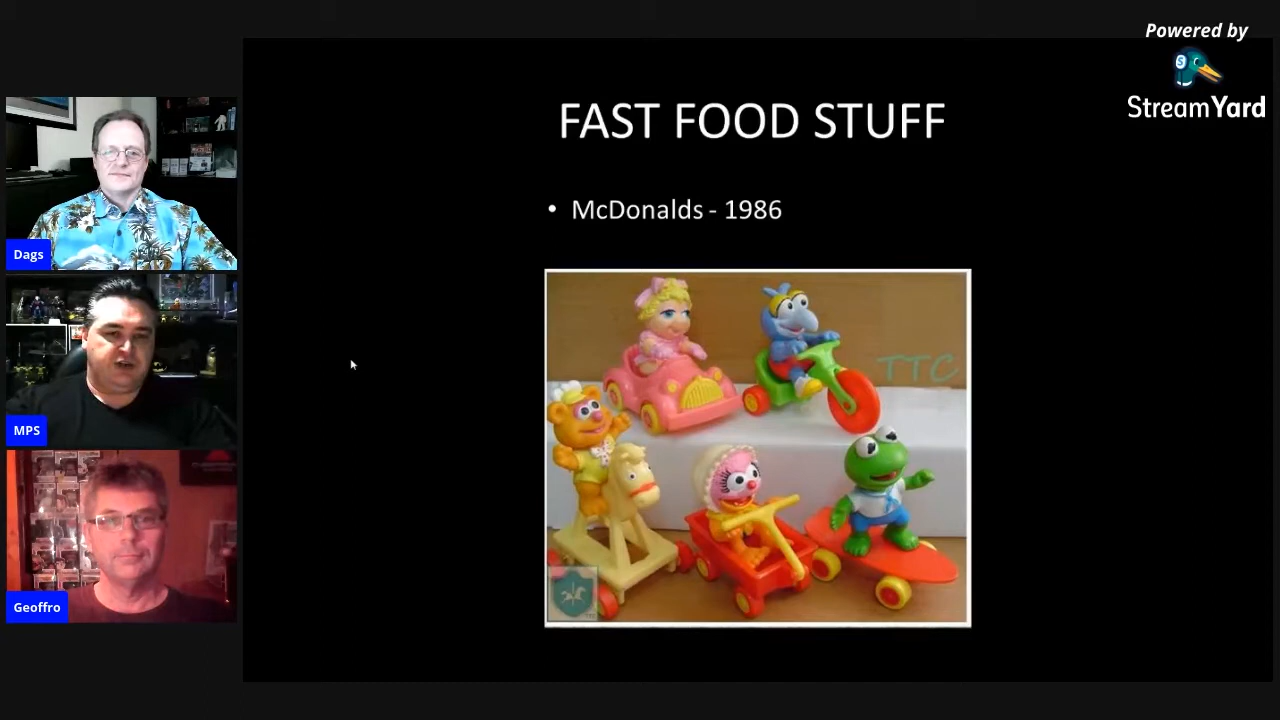 Powered by
StreamYard
FAST FOOD STUFF
• McDonalds - 1986
TTC
Dags
MPS
Geoffro